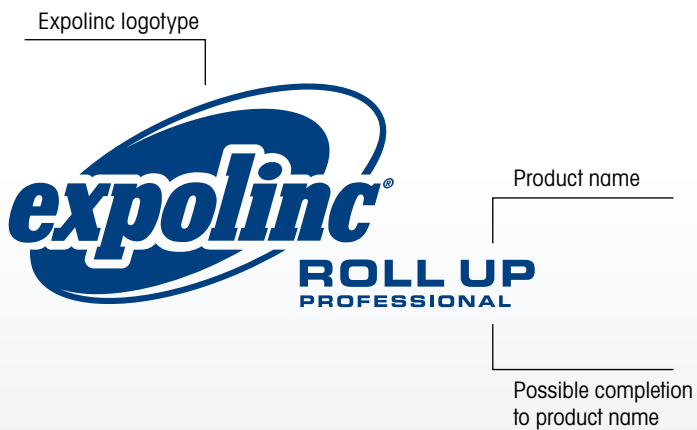 Expolinc logotype
expolinc®
Product name
ROLL UP
PROFESSIONAL
Possible completion
to product name